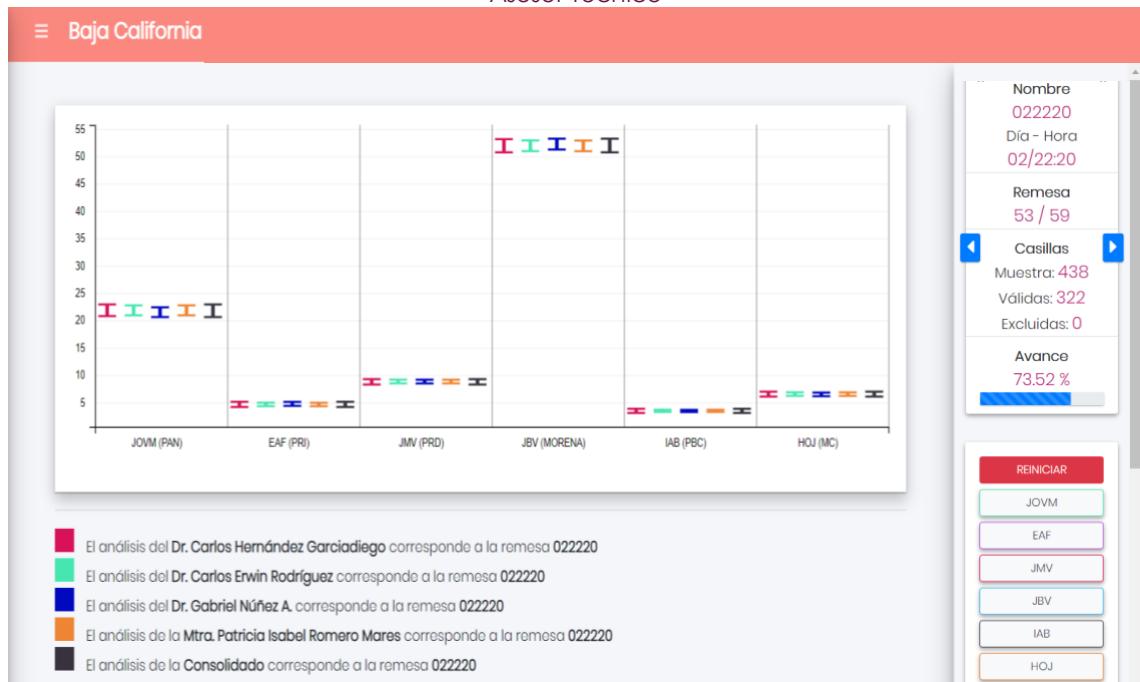 Asesor Técnico
Baja California
55
50
45
40
35
30
25
20
15
10
5
JOVM (PAN)
EAF (PRI)
JMV (PRD)
JBV (MORENA)
IAB (PBC)
HOJ (MC)
El análisis del Dr. Carlos Hernández Garciadiego corresponde a la remesa 022220
El análisis del Dr. Carlos Erwin Rodríguez corresponde a la remesa 022220
El análisis del Dr. Gabriel Núñez A. corresponde a la remesa 022220
El análisis de la Mtra. Patricia Isabel Romero Mares corresponde a la remesa 022220
El análisis de la Consolidado corresponde a la remesa 022220
Nombre
022220
Día - Hora
02/22:20
Remesa
53 / 59
Casillas
Muestra: 438
Válidas: 322
Excluidas: 0
Avance
73.52 %
REINICIAR
JOVM
EAF
JMV
JBV
IAB
HOJ